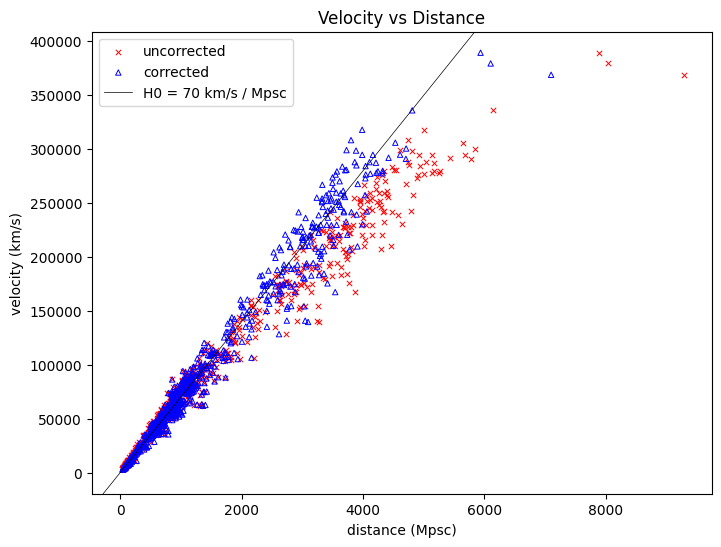 Velocity vs Distance
uncorrected
corrected
H0 = 70 km/s / Mpsc
400000
350000
300000
250000
200000
150000
100000
50000
0
velocity (km/s)
0 2000 4000 6000 8000
distance (Mpsc)